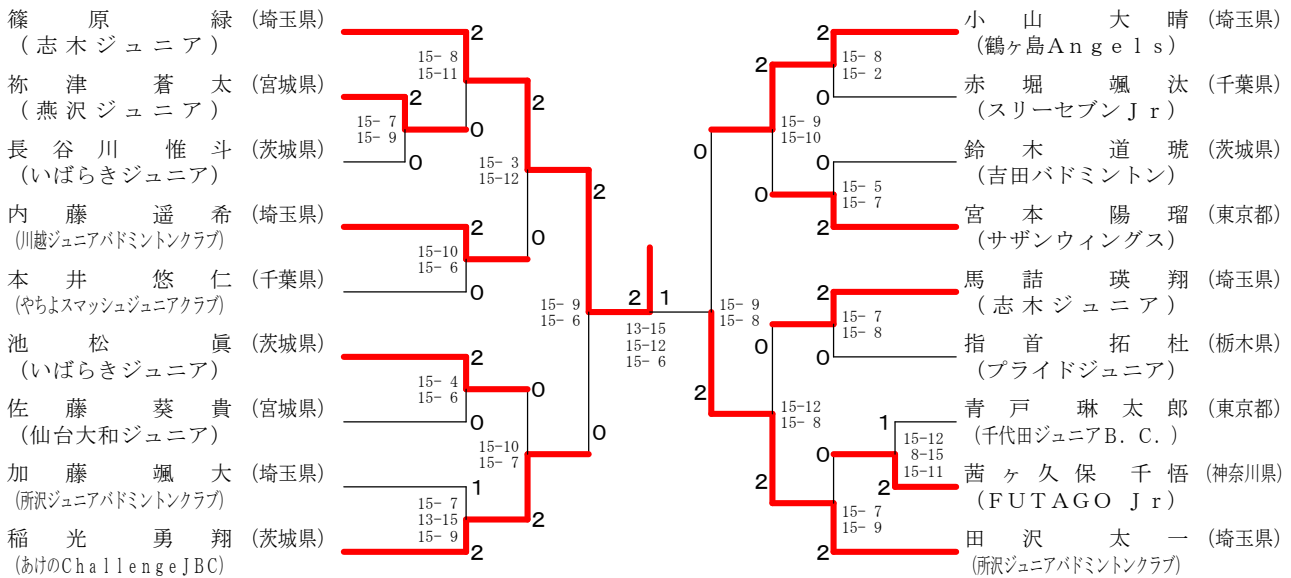 篠原緑 (埼玉県)
(志木ジュニア)
祢津蒼太 (宮城県)
(燕沢ジュニア)
長谷川惟斗 (茨城県)
(いばらきジュニア)
内藤遥希 (埼玉県)
(川越ジュニアバドミントンクラブ)
本井悠仁 (千葉県)
(やちよスマッシュジュニアクラブ)
池松眞 (茨城県)
(いばらきジュニア)
佐藤葵貴 (宮城県)
(仙台大和ジュニア)
加藤颯大 (埼玉県)
(所沢ジュニアバドミントンクラブ)
稲光勇翔 (茨城県)
(あけのChallengeJBC)
2
15- 8
15-11
2
15- 7
15- 9
0
0
2
15- 3
15-12
2
15-10
15- 6
0
0
2
15- 9
15- 6
2
15- 4
15- 6
0
0
15-10
15- 7
0
1
15- 7
13-15
15- 9
2
2
2
1
13-15
15-12
15- 6
0
15- 9
15- 8
2
2
15- 9
15-10
0
2
15- 8
15- 2
0
0
15- 5
15- 7
2
0
15-12
15- 8
2
2
15- 7
15- 8
0
1
15-12
8-15
15-11
2
0
15- 7
15- 9
2
小山大晴 (埼玉県)
(鶴ヶ島Angels)
赤堀颯汰 (千葉県)
(スリーセブンJr)
鈴木道琥 (茨城県)
(吉田バドミントン)
宮本陽瑠 (東京都)
(サザンウィングス)
馬詰瑛翔 (埼玉県)
(志木ジュニア)
指首拓杜 (栃木県)
(プライドジュニア)
青戸琳太郎 (東京都)
(千代田ジュニアB.C.)
茜ヶ久保千悟 (神奈川県)
(FUTAGO Jr)
田沢太一 (埼玉県)
(所沢ジュニアバドミントンクラブ)